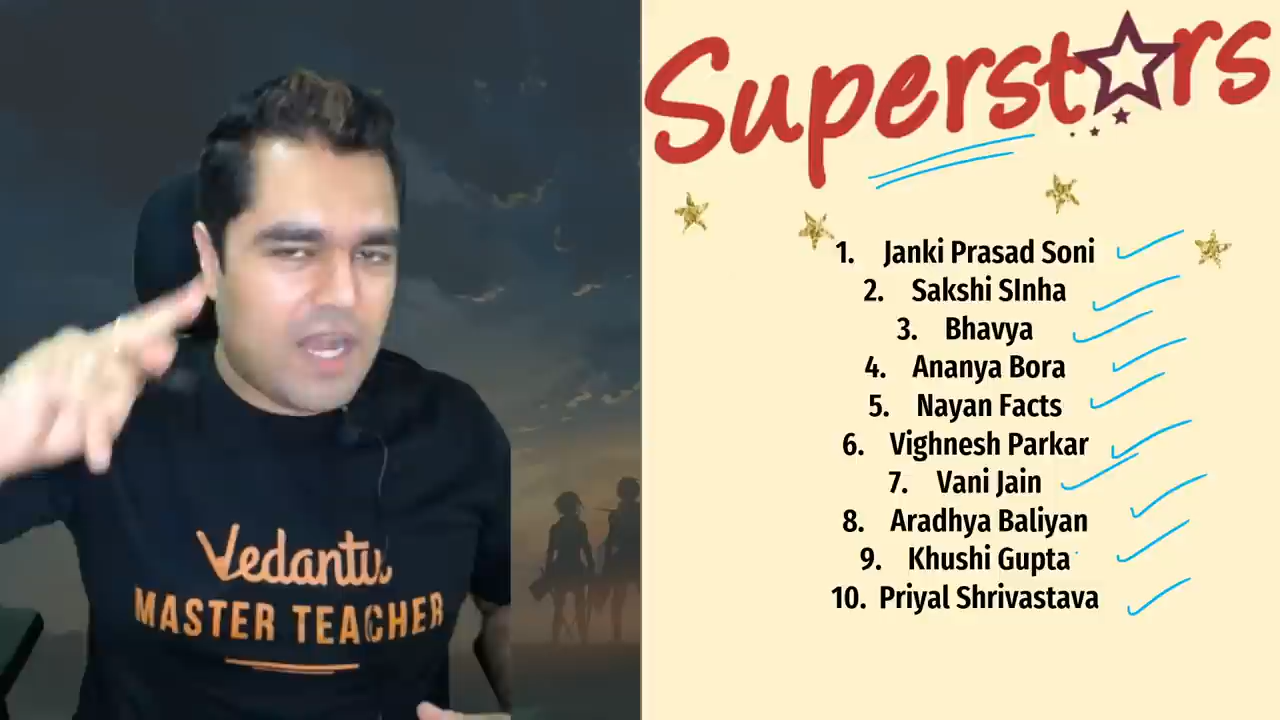 Vedantu
MASTER TEACHER
Superstars
1. Janki Prasad Soni
2. Sakshi SInha
3. Bhavya
4. Ananya Bora
5. Nayan Facts
6. Vighnesh Parkar
7. Vani Jain
8. Aradhya Baliyan
9. Khushi Gupta
10. Priyal Shrivastava